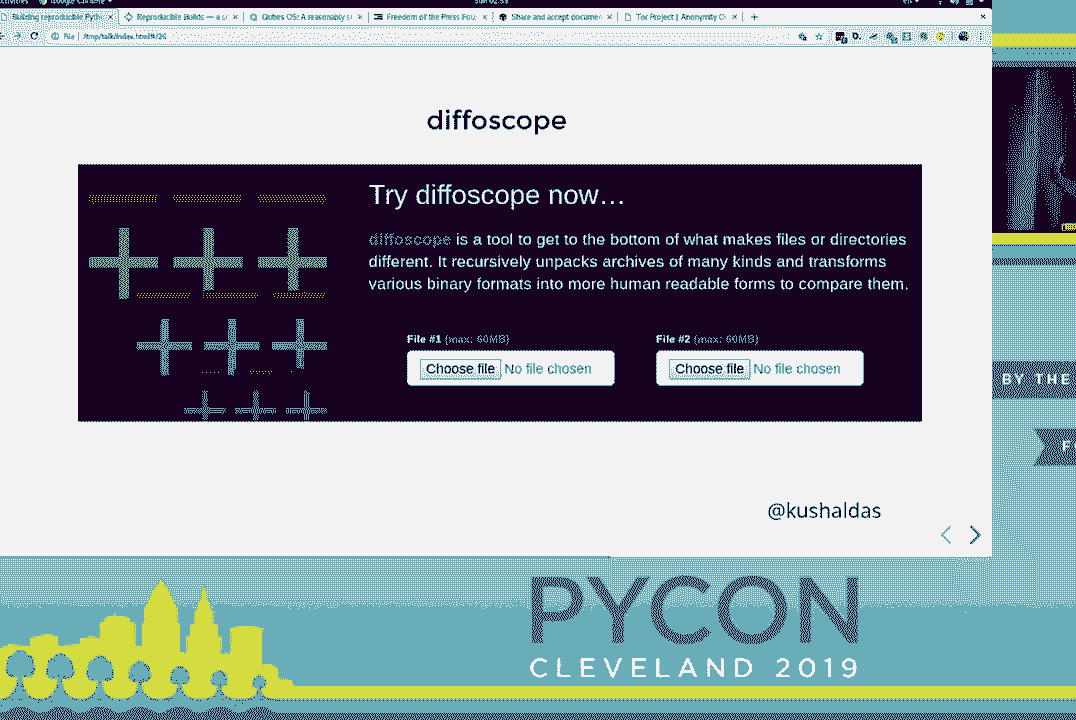 Google Chrome
Sun 02:53
Building reproducible Pyth
Reproducible Builds — a s
Qubes OS: A reasonably s
Freedom of the Press Fou
Share and accept docume
Tor Project | Anonymity O
File | /tmp/talk/index.html#/26
diffoscope
Try diffoscope now…
diffoscope is a tool to get to the bottom of what makes files or directories
different. It recursively unpacks archives of many kinds and transforms
various binary formats into more human readable forms to compare them.
File #1 (max: 60MB)
File #2 (max: 60MB)
Choose file No file chosen
Choose file No file chosen
@kushaldas
BY THE
PYCON
CLEVELAND 2019